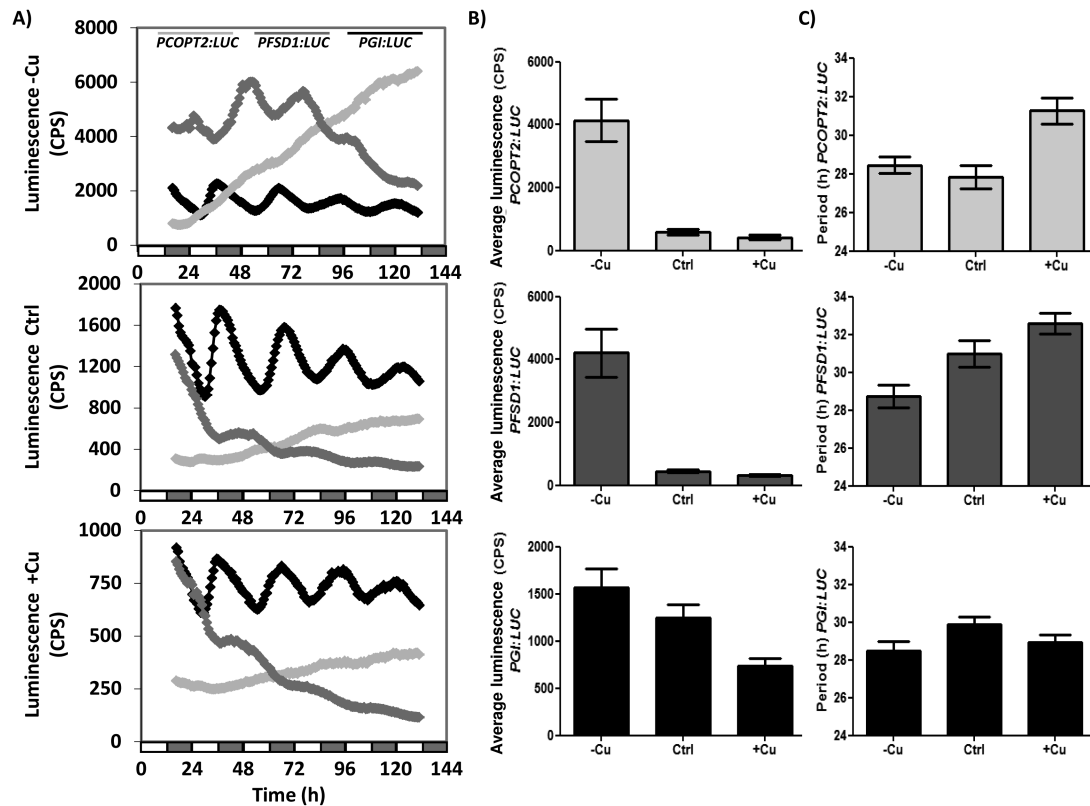 A)
PCOPT2:LUC PFSD1:LUC PGI:LUC
Luminescence -Cu
(CPS)
8000
6000
4000
2000
0
0 24 48 72 96 120 144
Luminescence Ctrl
(CPS)
2000
1600
1200
800
400
0
0 24 48 72 96 120 144
Luminescence +Cu
(CPS)
1000
750
500
250
0
0 24 48 72 96 120 144
Time (h)
B)
Average luminescence (CPS)
PCOPT2:LUC
6000
4000
2000
0
-Cu Ctrl +Cu
Average luminescence (CPS)
PFSD1:LUC
6000
4000
2000
0
-Cu Ctrl +Cu
Average luminescence (CPS)
PGI:LUC
2000
1500
1000
500
0
-Cu Ctrl +Cu
C)
Period (h) PCOPT2:LUC
34
32
30
28
26
24
-Cu Ctrl +Cu
Period (h) PFSD1:LUC
34
32
30
28
26
24
-Cu Ctrl +Cu
Period (h) PGI:LUC
34
32
30
28
26
24
-Cu Ctrl +Cu